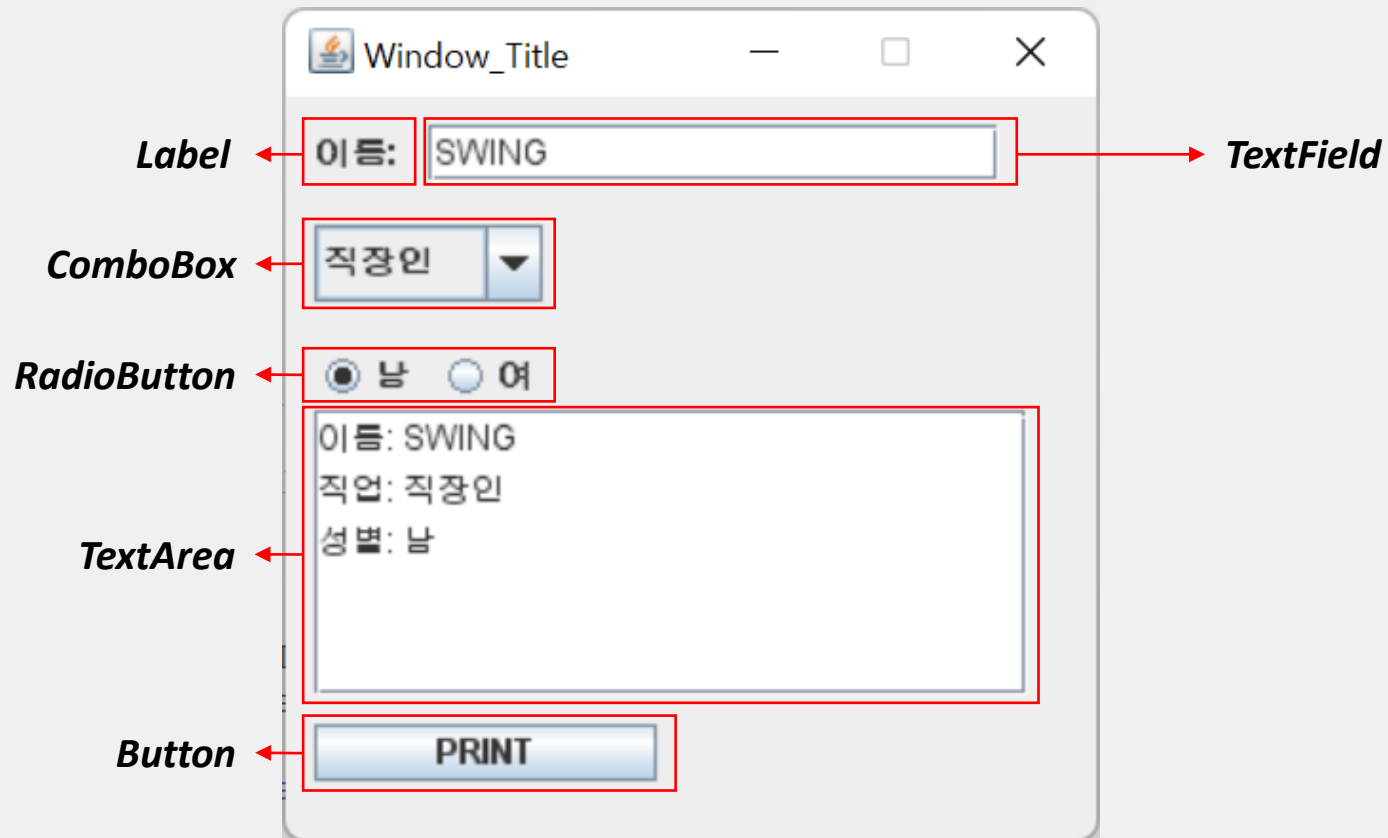 Window_Title
Label 이름: SWING TextField
ComboBox 직장인
RadioButton 남 여
이름: SWING
직업: 직장인
TextArea 성별: 남
Button PRINT